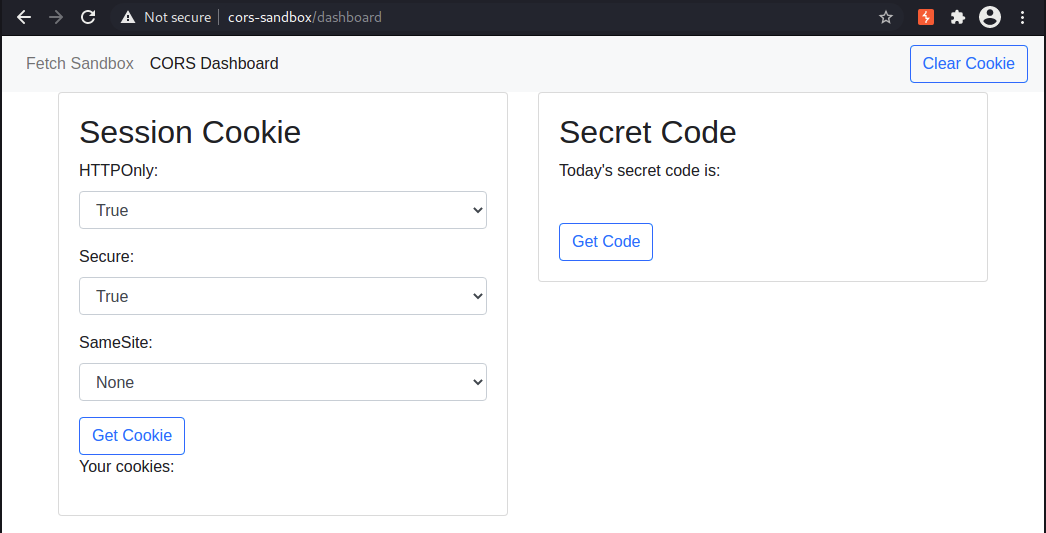 Not secure cors-sandbox/dashboard
Fetch Sandbox CORS Dashboard Clear Cookie
Session Cookie
HTTPOnly:
True
Secure:
True
SameSite:
None
Get Cookie
Your cookies:
Secret Code
Today's secret code is:
Get Code